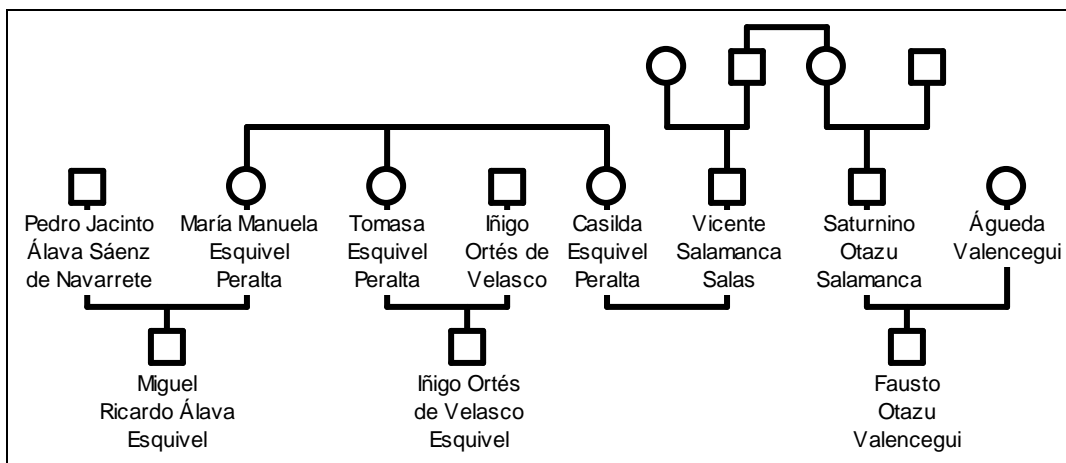 Pedro Jacinto
Álava Sáenz
de Navarrete
María Manuela
Esquivel
Peralta
Tomasa
Esquivel
Peralta
Iñigo
Ortés de
Velasco
Casilda
Esquivel
Peralta
Vicente
Salamanca
Salas
Saturnino
Otazu
Salamanca
Águeda
Valencegui
Miguel
Ricardo Álava
Esquivel
Iñigo Ortés
de Velasco
Esquivel
Fausto
Otazu
Valencegui